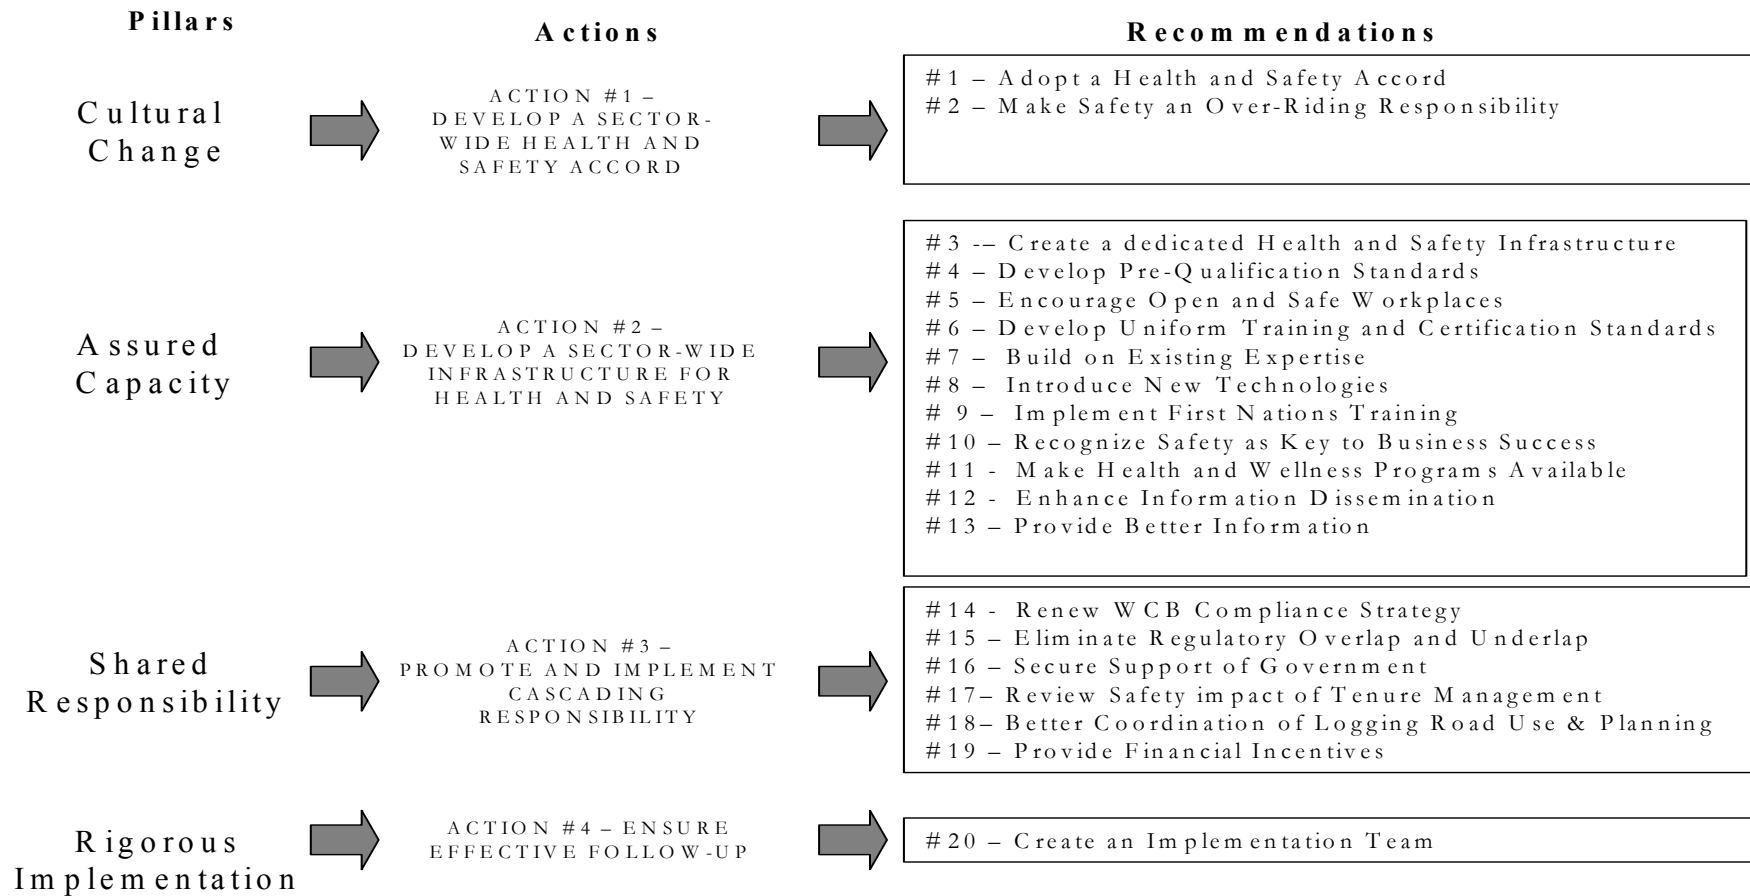 Pillars
Actions
Recommendations
Cultural
Change
ACTION #1 –
DEVELOP A SECTOR-
WIDE HEALTH AND
SAFETY ACCORD
#1 – Adopt a Health and Safety Accord
#2 – Make Safety an Over-Riding Responsibility
Assured
Capacity
ACTION #2 –
DEVELOP A SECTOR-WIDE
INFRASTRUCTURE FOR
HEALTH AND SAFETY
#3 -– Create a dedicated Health and Safety Infrastructure
#4 – Develop Pre-Qualification Standards
#5 – Encourage Open and Safe Workplaces
#6 – Develop Uniform Training and Certification Standards
#7 – Build on Existing Expertise
#8 – Introduce New Technologies
# 9 – Implement First Nations Training
#10 – Recognize Safety as Key to Business Success
#11 - Make Health and Wellness Programs Available
#12 - Enhance Information Dissemination
#13 – Provide Better Information
Shared
Responsibility
ACTION #3 –
PROMOTE AND IMPLEMENT
CASCADING
RESPONSIBILITY
#14 - Renew WCB Compliance Strategy
#15 – Eliminate Regulatory Overlap and Underlap
#16 – Secure Support of Government
#17– Review Safety impact of Tenure Management
#18– Better Coordination of Logging Road Use & Planning
#19 – Provide Financial Incentives
Rigorous
Implementation
ACTION #4 – ENSURE
EFFECTIVE FOLLOW-UP
#20 – Create an Implementation Team